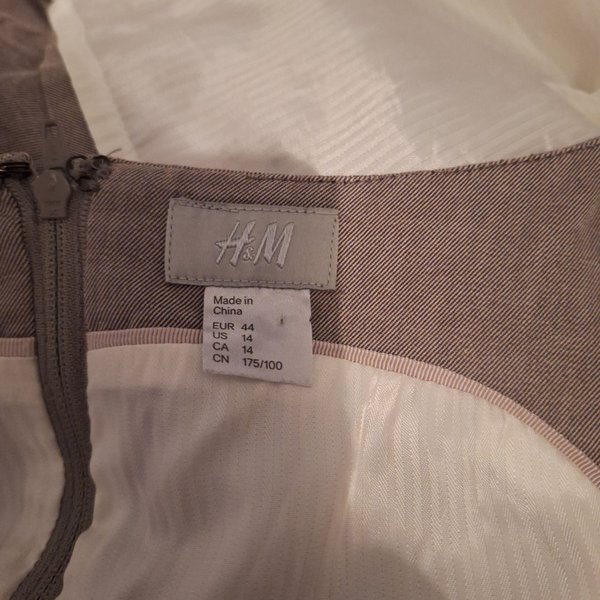 H&M
Made in
China
EUR 44
US 14
CA 14
CN 175/100